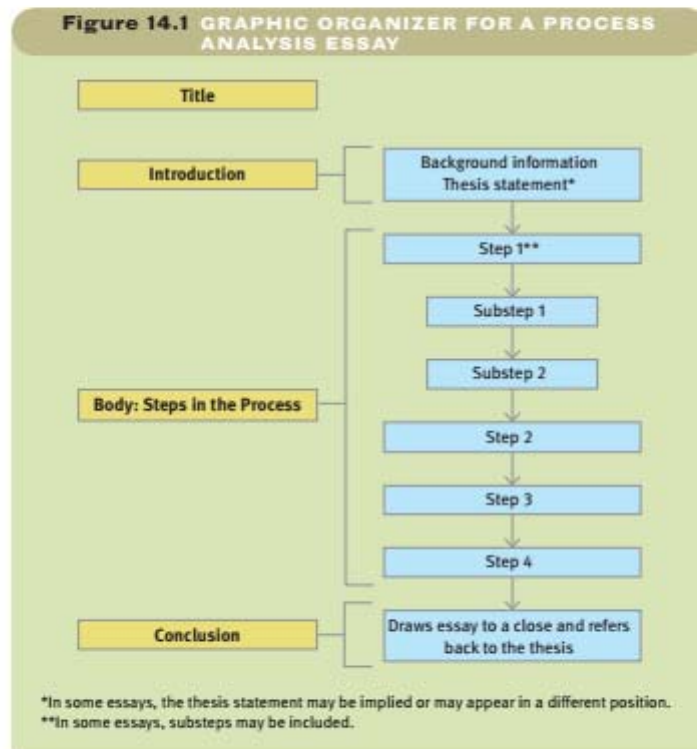 Figure 14.1 GRAPHIC ORGANIZER FOR A PROCESS
ANALYSIS ESSAY
Title
Introduction
Background information
Thesis statement*
Step 1**
Substep 1
Substep 2
Body: Steps in the Process
Step 2
Step 3
Step 4
Conclusion
Draws essay to a close and refers
back to the thesis
*In some essays, the thesis statement may be implied or may appear in a different position.
**In some essays, substeps may be included.